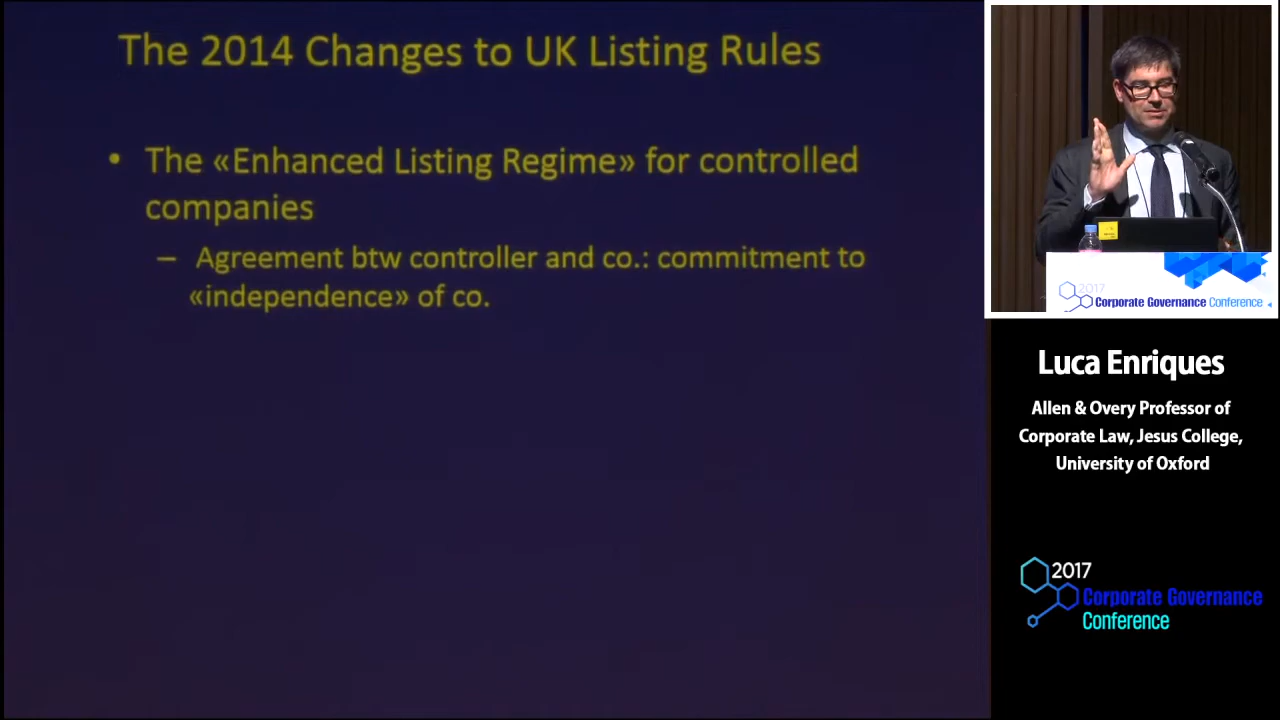 The 2014 Changes to UK Listing Rules
• The «Enhanced Listing Regime» for controlled
companies
– Agreement btw controller and co.: commitment to
«independence» of co.
2017
Corporate Governance Conference
Luca Enriques
Allen & Overy Professor of
Corporate Law, Jesus College,
University of Oxford
2017
Corporate Governance
Conference